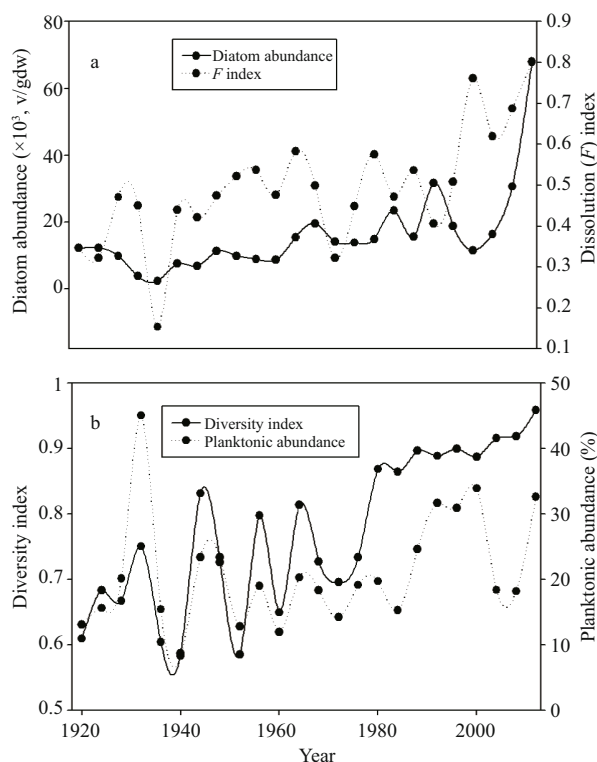 80
60
40
20
0
Diatom abundance (×10³, v/gdw)
a
Diatom abundance
F index
0.9
0.8
0.7
0.6
0.5
0.4
0.3
0.2
0.1
Dissolution (F) index
1
0.9
0.8
0.7
0.6
0.5
Diversity index
b
Diversity index
Planktonic abundance
50
40
30
20
10
0
Planktonic abundance (%)
1920 1940 1960 1980 2000
Year